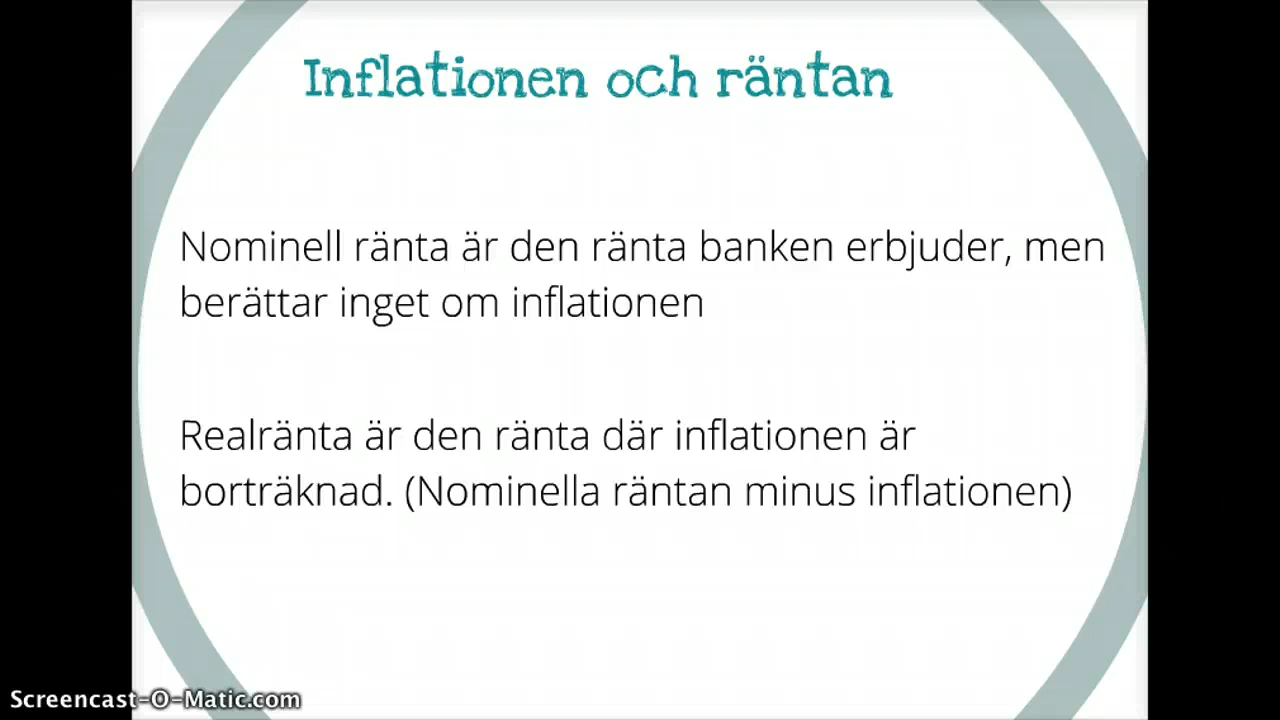 Inflationen och räntan
Nominell ränta är den ränta banken erbjuder, men
berättar inget om inflationen
Realränta är den ränta där inflationen är
borträknad. (Nominella räntan minus inflationen)
Screencast-O-Matic.com